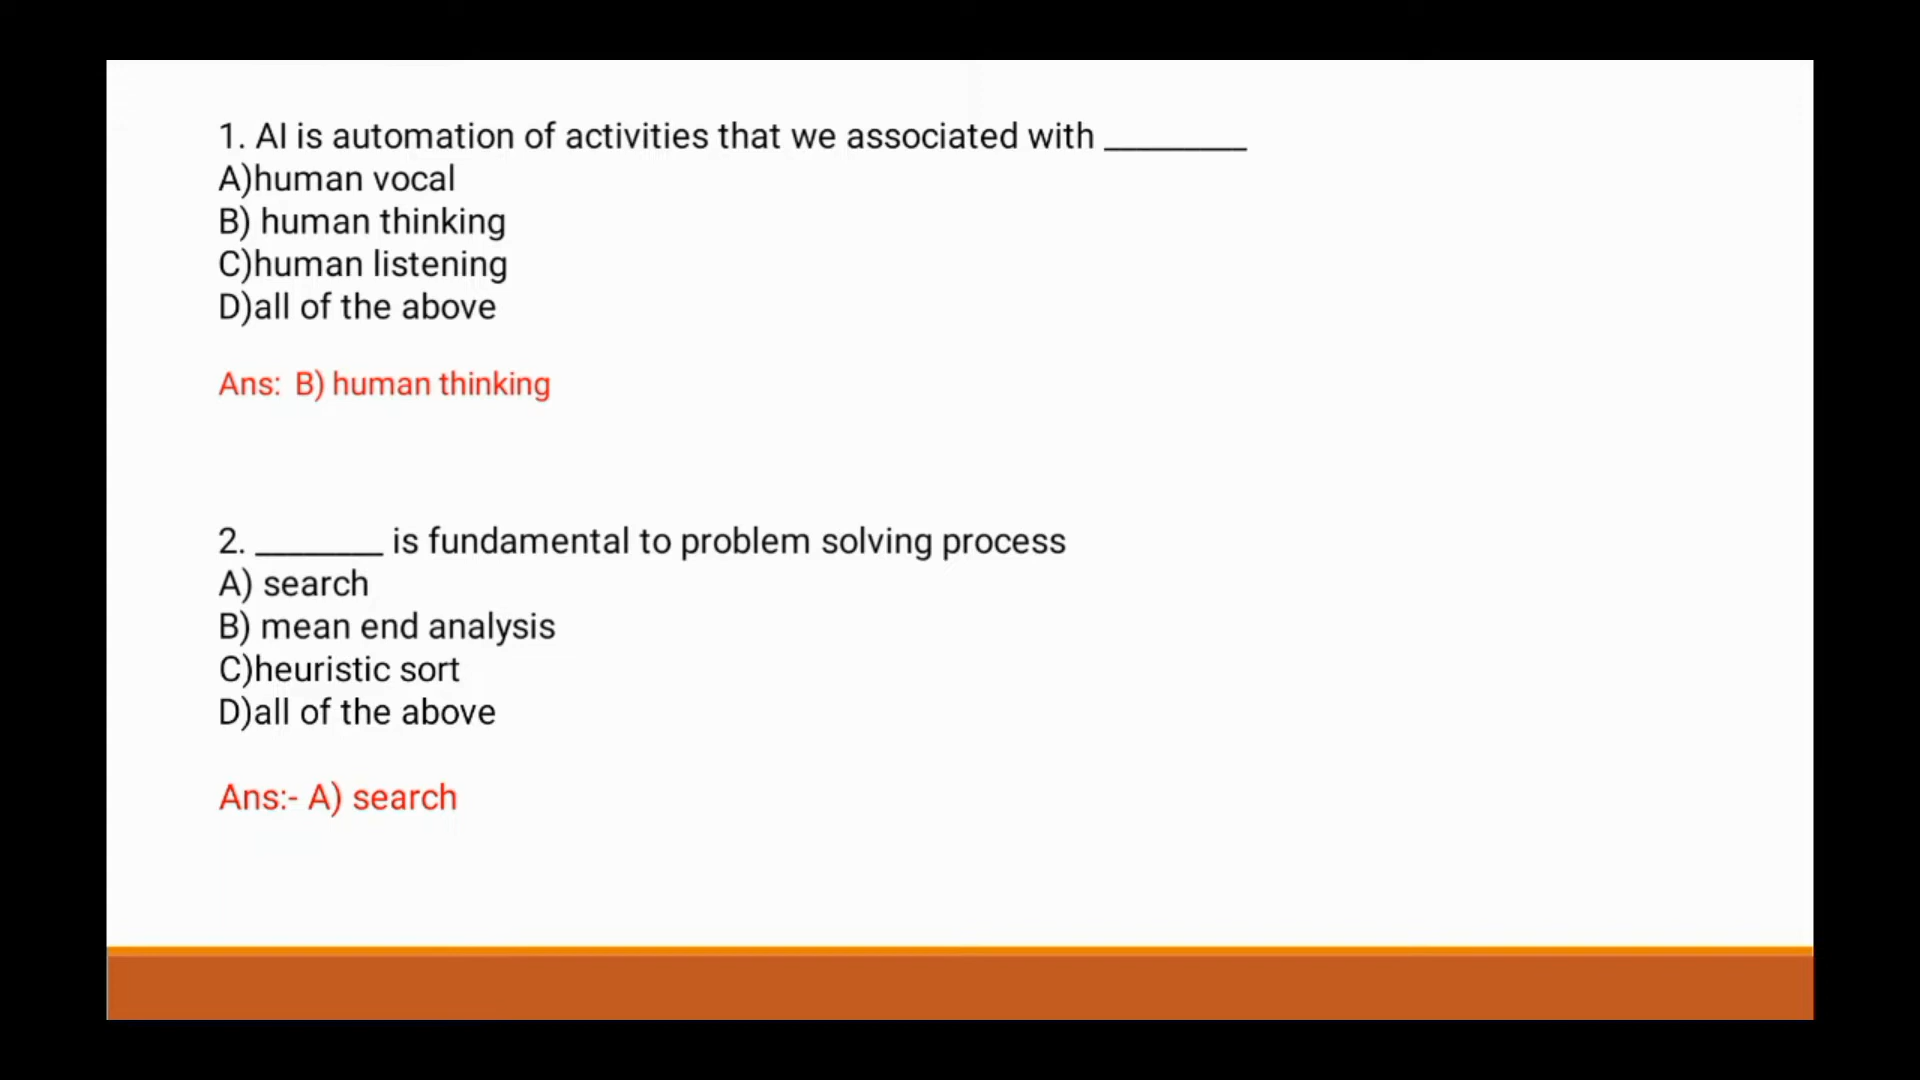 1. AI is automation of activities that we associated with _________
A)human vocal
B) human thinking
C)human listening
D)all of the above
Ans: B) human thinking
2. ________ is fundamental to problem solving process
A) search
B) mean end analysis
C)heuristic sort
D)all of the above
Ans:- A) search